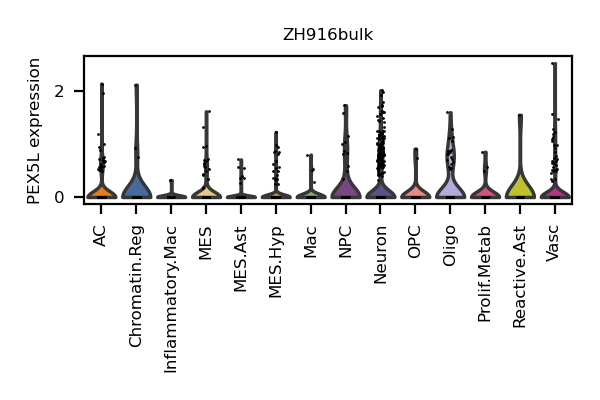 ZH916bulk
PEX5L expression
2
0
AC
Chromatin.Reg
Inflammatory.Mac
MES
MES.Ast
MES.Hyp
Mac
NPC
Neuron
OPC
Oligo
Prolif.Metab
Reactive.Ast
Vasc